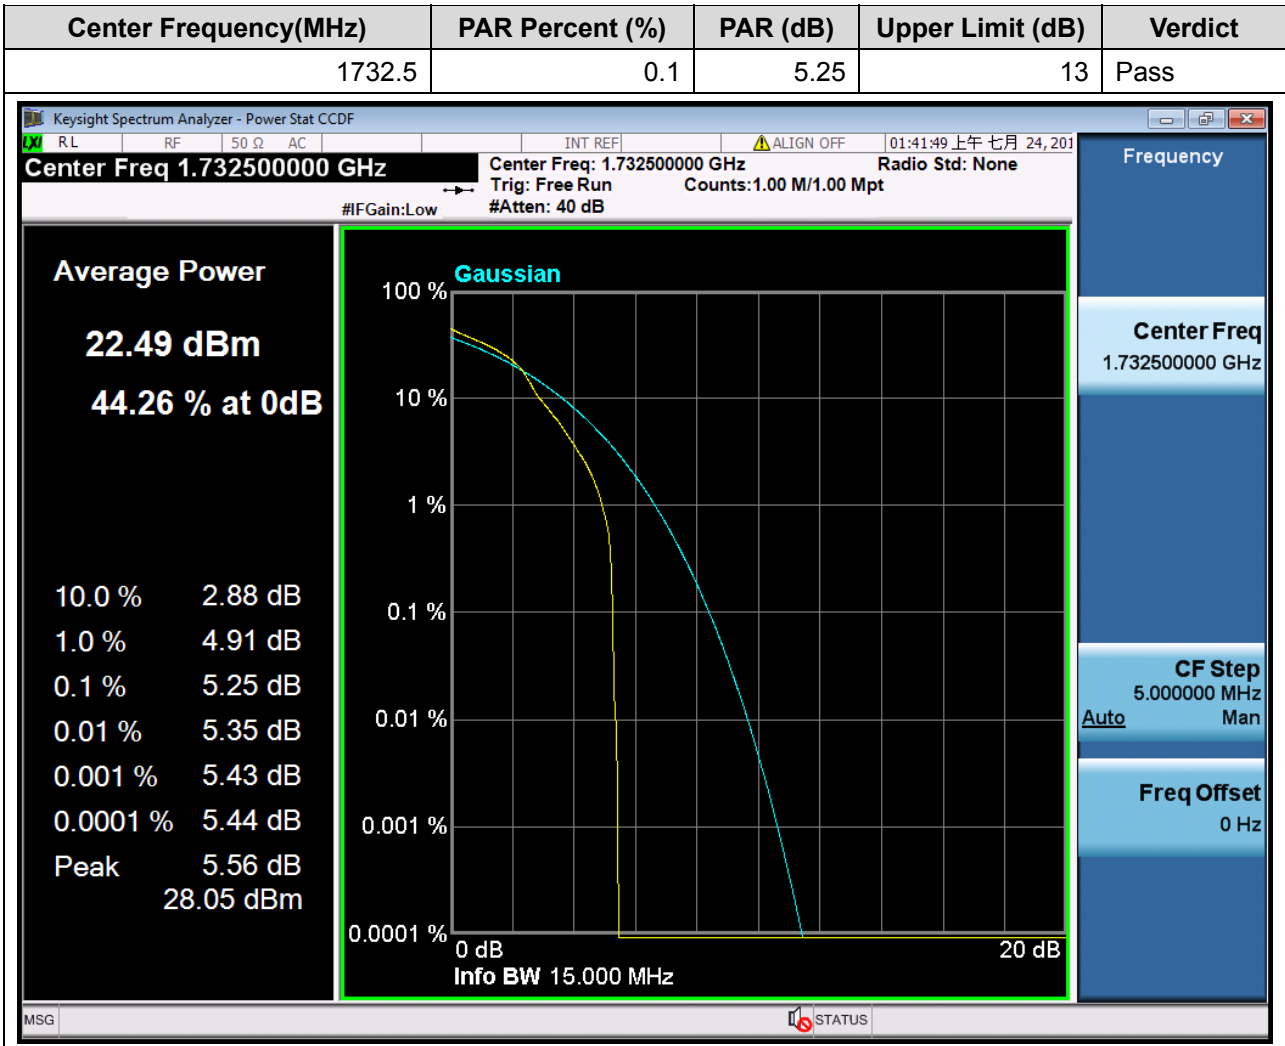 Center Frequency(MHz) PAR Percent (%) PAR (dB) Upper Limit (dB) Verdict
1732.5 0.1 5.25 13 Pass
Keysight Spectrum Analyzer - Power Stat CCDF
LXI RL RF 50 Ω AC INT REF ALIGN OFF 01:41:49 上午 七月 24, 201
Center Freq 1.732500000 GHz
Center Freq: 1.732500000 GHz Radio Std: None
Trig: Free Run Counts:1.00 M/1.00 Mpt
#IFGain:Low #Atten: 40 dB
Average Power
22.49 dBm
44.26 % at 0dB
10.0 % 2.88 dB
1.0 % 4.91 dB
0.1 % 5.25 dB
0.01 % 5.35 dB
0.001 % 5.43 dB
0.0001 % 5.44 dB
Peak 5.56 dB
28.05 dBm
Gaussian
100 %
10 %
1 %
0.1 %
0.01 %
0.001 %
0.0001 %
0 dB 20 dB
Info BW 15.000 MHz
Frequency
Center Freq
1.732500000 GHz
CF Step
5.000000 MHz
Auto Man
Freq Offset
0 Hz
MSG STATUS